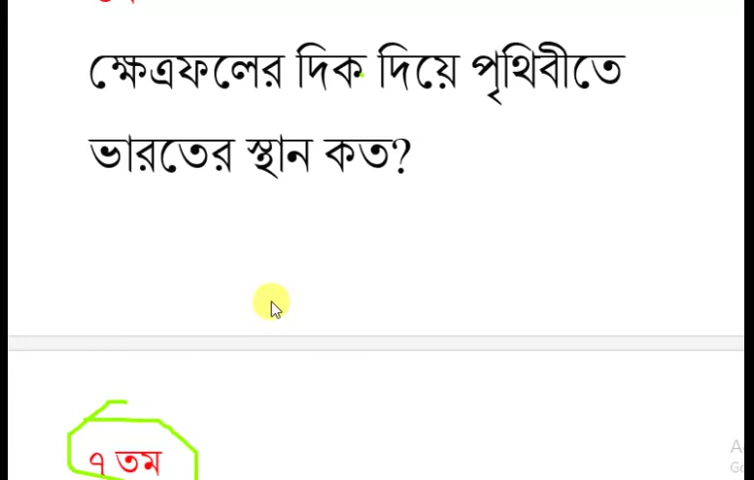 ক্ষেত্রফলের দিক দিয়ে পৃথিবীতে
ভারতের স্থান কত?
৭ তম